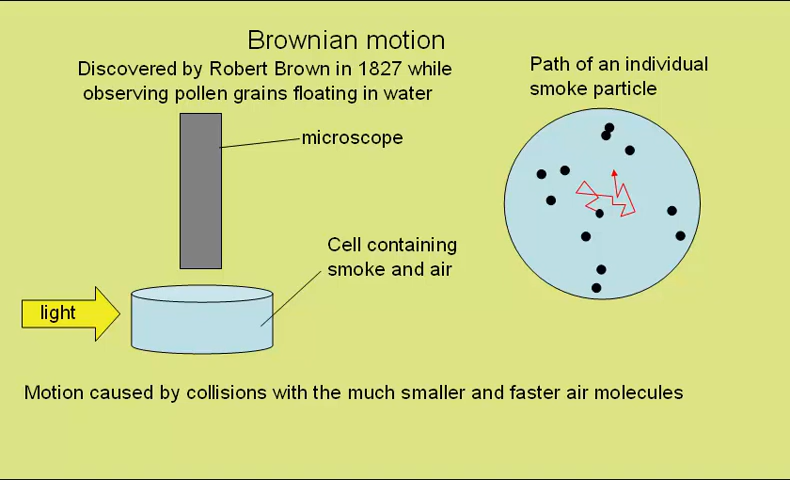 Brownian motion
Discovered by Robert Brown in 1827 while
observing pollen grains floating in water
microscope
Cell containing
smoke and air
light
Path of an individual
smoke particle
Motion caused by collisions with the much smaller and faster air molecules